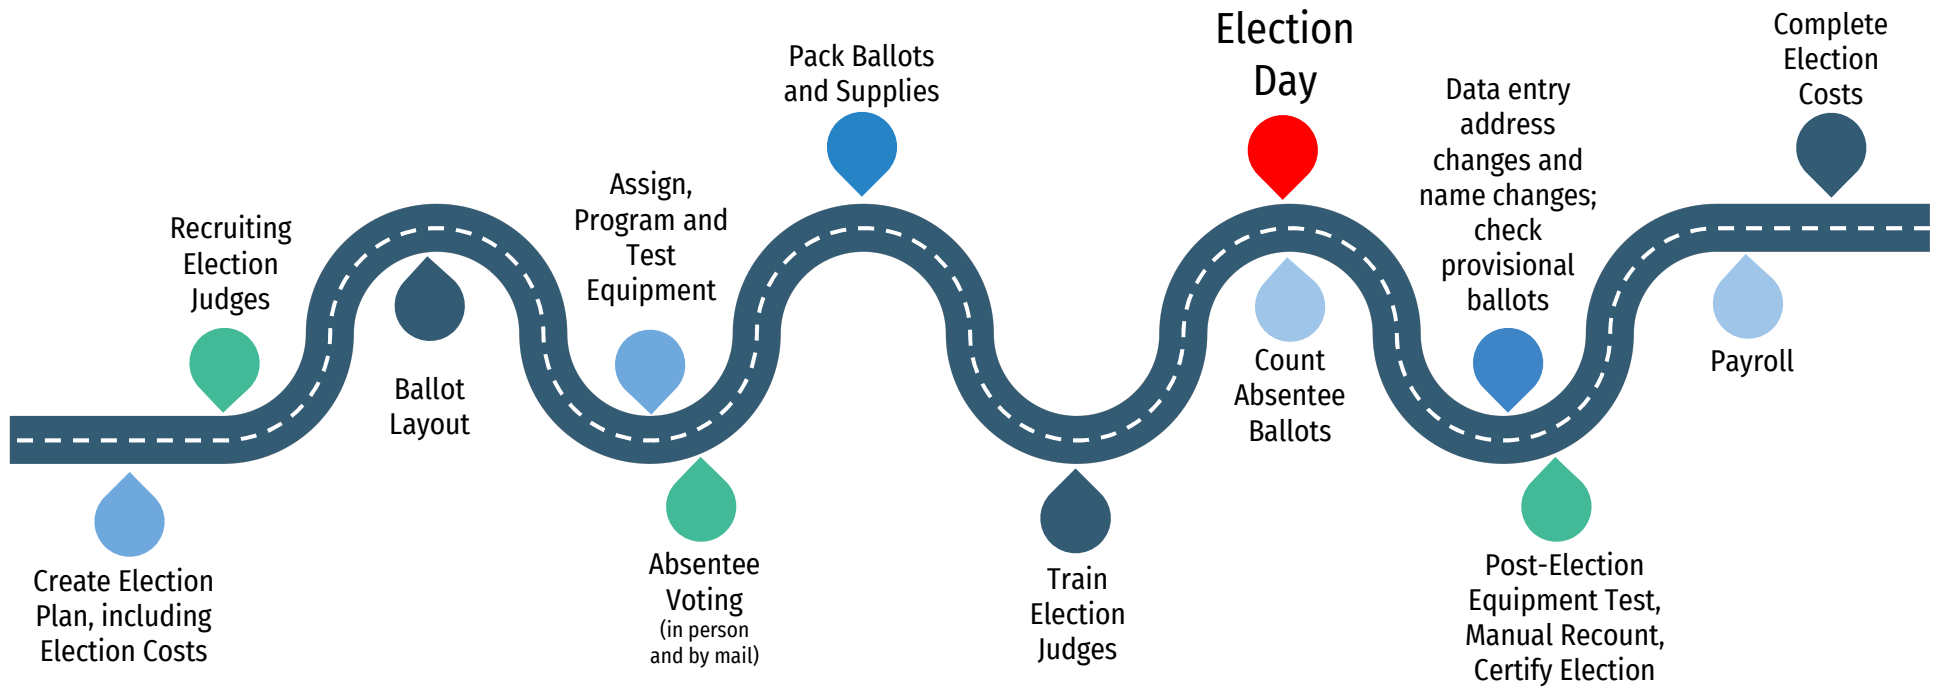 Create Election
Plan, including
Election Costs
Recruiting
Election
Judges
Ballot
Layout
Assign,
Program and
Test
Equipment
Absentee
Voting
(in person
and by mail)
Pack Ballots
and Supplies
Train
Election
Judges
Election
Day
Count
Absentee
Ballots
Data entry
address
changes and
name changes;
check
provisional
ballots
Post-Election
Equipment Test,
Manual Recount,
Certify Election
Payroll
Complete
Election
Costs